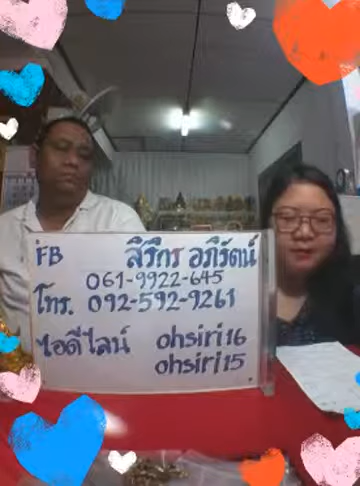 FB สิริกร อภิรัตน์
061-9922-645
โทร. 092-592-9261
ไอดีไลน์ ohsiri16
ohsiri15